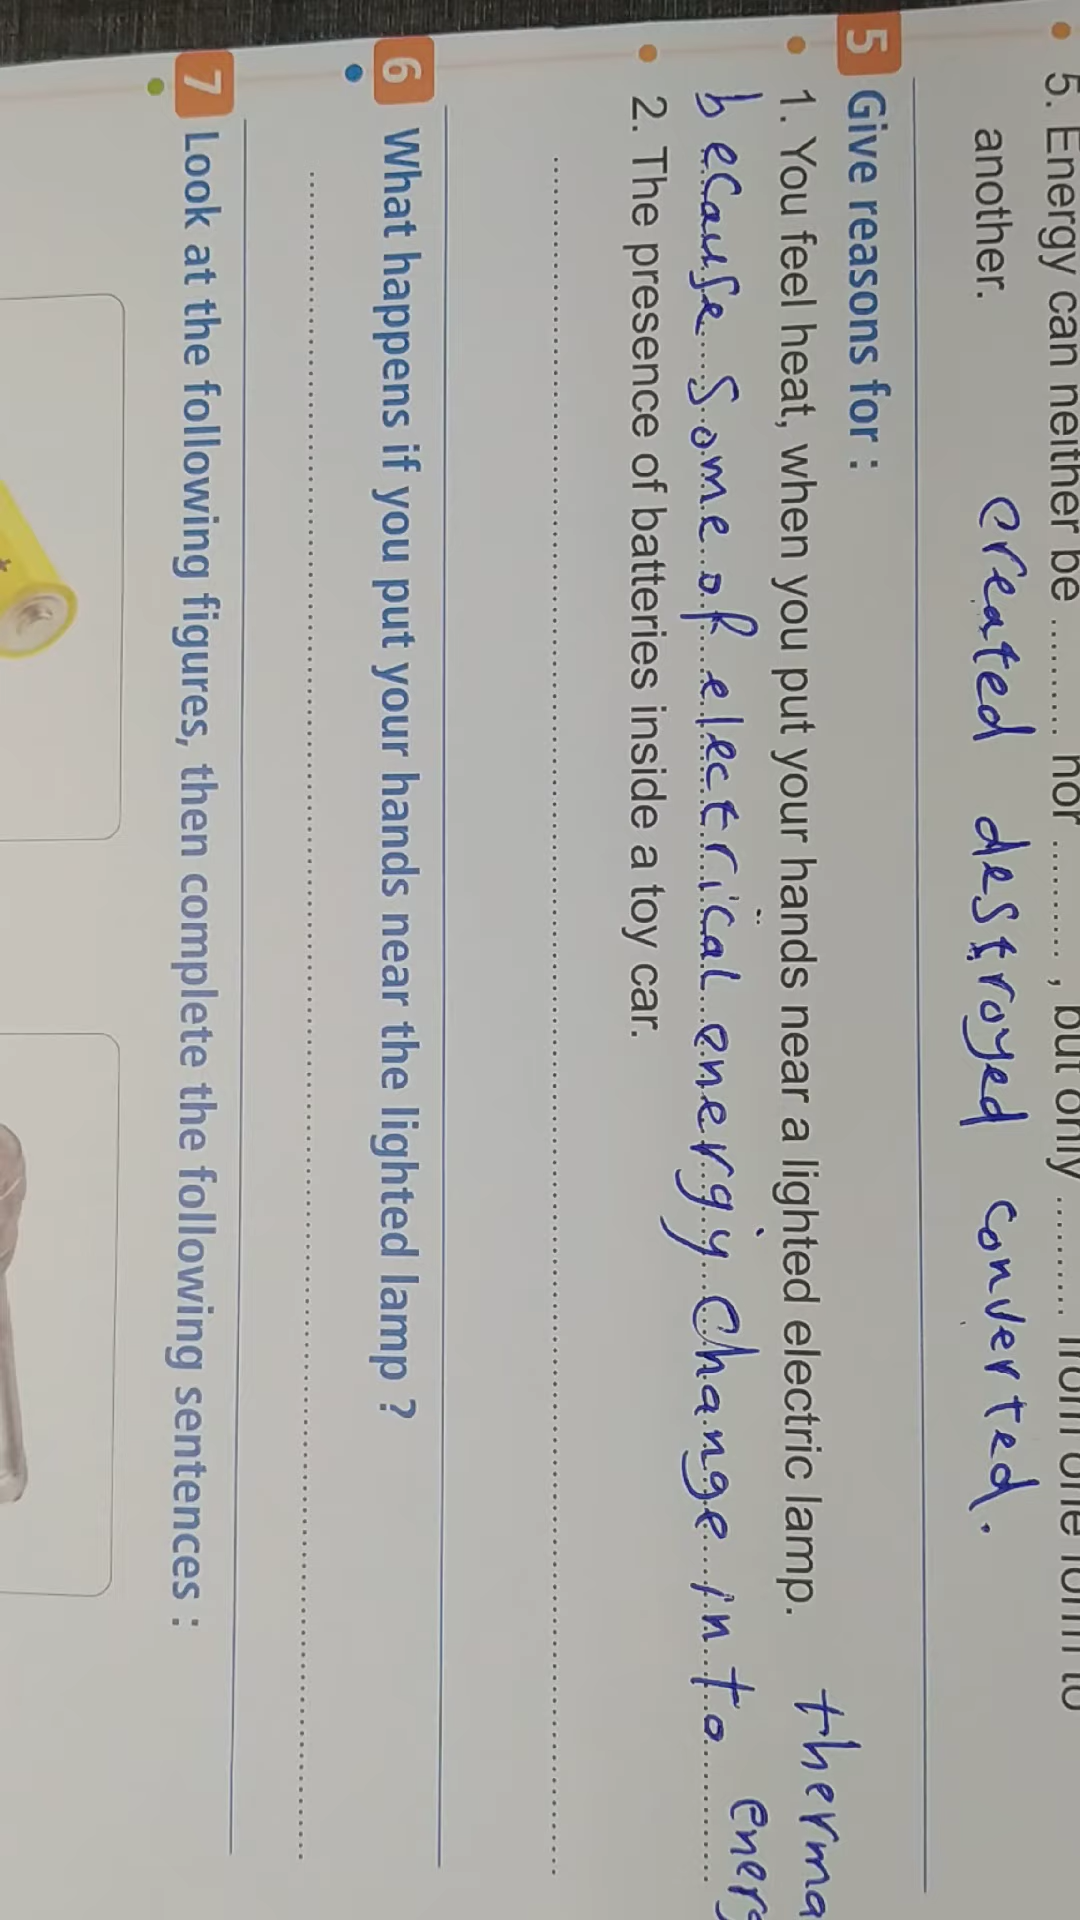 5. Energy can neither be .......... nor .......... , but only .......... from one form to
another.
created destroyed converted.
5 Give reasons for :
1. You feel heat, when you put your hands near a lighted electric lamp.
therma
because some of electrical energy change into
energ
2. The presence of batteries inside a toy car.
6 What happens if you put your hands near the lighted lamp ?
7 Look at the following figures, then complete the following sentences :